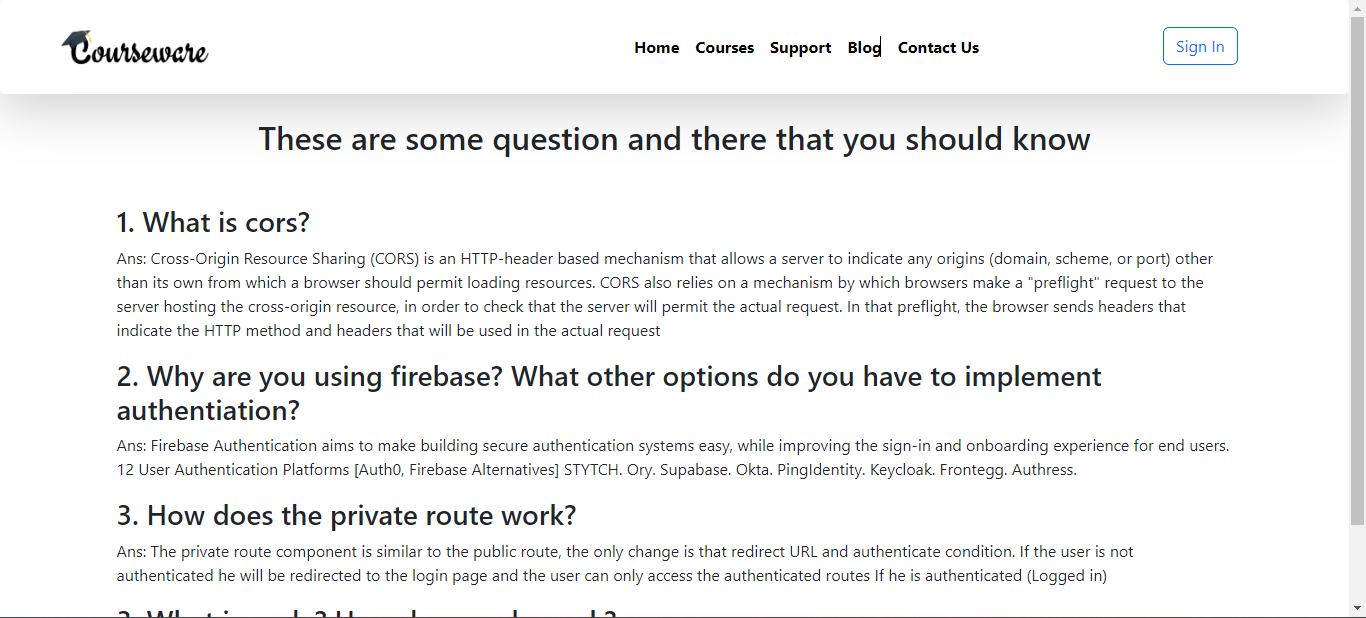 Courseware
Home Courses Support Blog Contact Us
Sign In
These are some question and there that you should know
1. What is cors?
Ans: Cross-Origin Resource Sharing (CORS) is an HTTP-header based mechanism that allows a server to indicate any origins (domain, scheme, or port) other
than its own from which a browser should permit loading resources. CORS also relies on a mechanism by which browsers make a "preflight" request to the
server hosting the cross-origin resource, in order to check that the server will permit the actual request. In that preflight, the browser sends headers that
indicate the HTTP method and headers that will be used in the actual request
2. Why are you using firebase? What other options do you have to implement
authentiation?
Ans: Firebase Authentication aims to make building secure authentication systems easy, while improving the sign-in and onboarding experience for end users.
12 User Authentication Platforms [Auth0, Firebase Alternatives] STYTCH. Ory. Supabase. Okta. PingIdentity. Keycloak. Frontegg. Authress.
3. How does the private route work?
Ans: The private route component is similar to the public route, the only change is that redirect URL and authenticate condition. If the user is not
authenticated he will be redirected to the login page and the user can only access the authenticated routes If he is authenticated (Logged in)